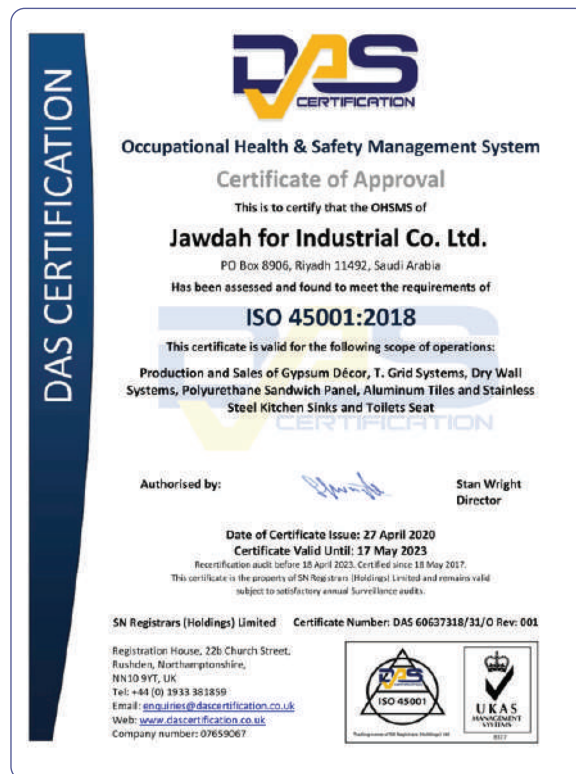 DAS CERTIFICATION
DAS
CERTIFICATION
Occupational Health & Safety Management System
Certificate of Approval
This is to certify that the OHSMS of
Jawdah for Industrial Co. Ltd.
PO Box 8906, Riyadh 11492, Saudi Arabia
Has been assessed and found to meet the requirements of
ISO 45001:2018
This certificate is valid for the following scope of operations:
Production and Sales of Gypsum Décor, T. Grid Systems, Dry Wall
Systems, Polyurethane Sandwich Panel, Aluminum Tiles and Stainless
Steel Kitchen Sinks and Toilets Seat
DAS
CERTIFICATION
Authorised by:
Stan Wright
Director
Date of Certificate Issue: 27 April 2020
Certificate Valid Until: 17 May 2023
Recertification audit before 18 April 2023. Certified since 18 May 2017.
This certificate is the property of SN Registrars (Holdings) Limited and remains valid
subject to satisfactory annual Surveillance audits.
SN Registrars (Holdings) Limited Certificate Number: DAS 60637318/31/O Rev: 001
Registration House, 22b Church Street,
Rushden, Northamptonshire,
NN10 9YT, UK
Tel: +44 (0) 1933 381859
Email: enquiries@dascertification.co.uk
Web: www.dascertification.co.uk
Company number: 07659067
DAS
ISO 45001
Trading name of SN Registrars (Holdings) Ltd
UKAS
MANAGEMENT
SYSTEMS